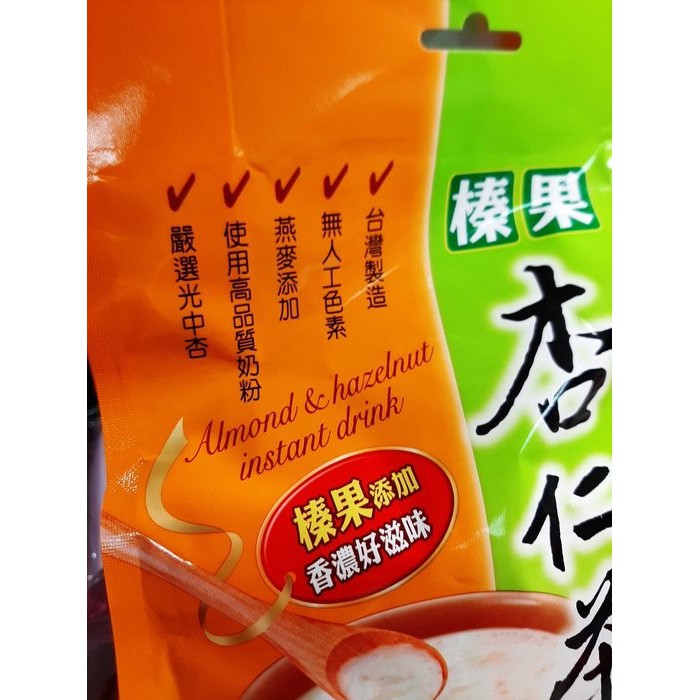 榛果
杏仁茶
台灣製造
無人工色素
燕麥添加
使用高品質奶粉
嚴選光中杏
Almond & hazelnut
instant drink
榛果添加
香濃好滋味